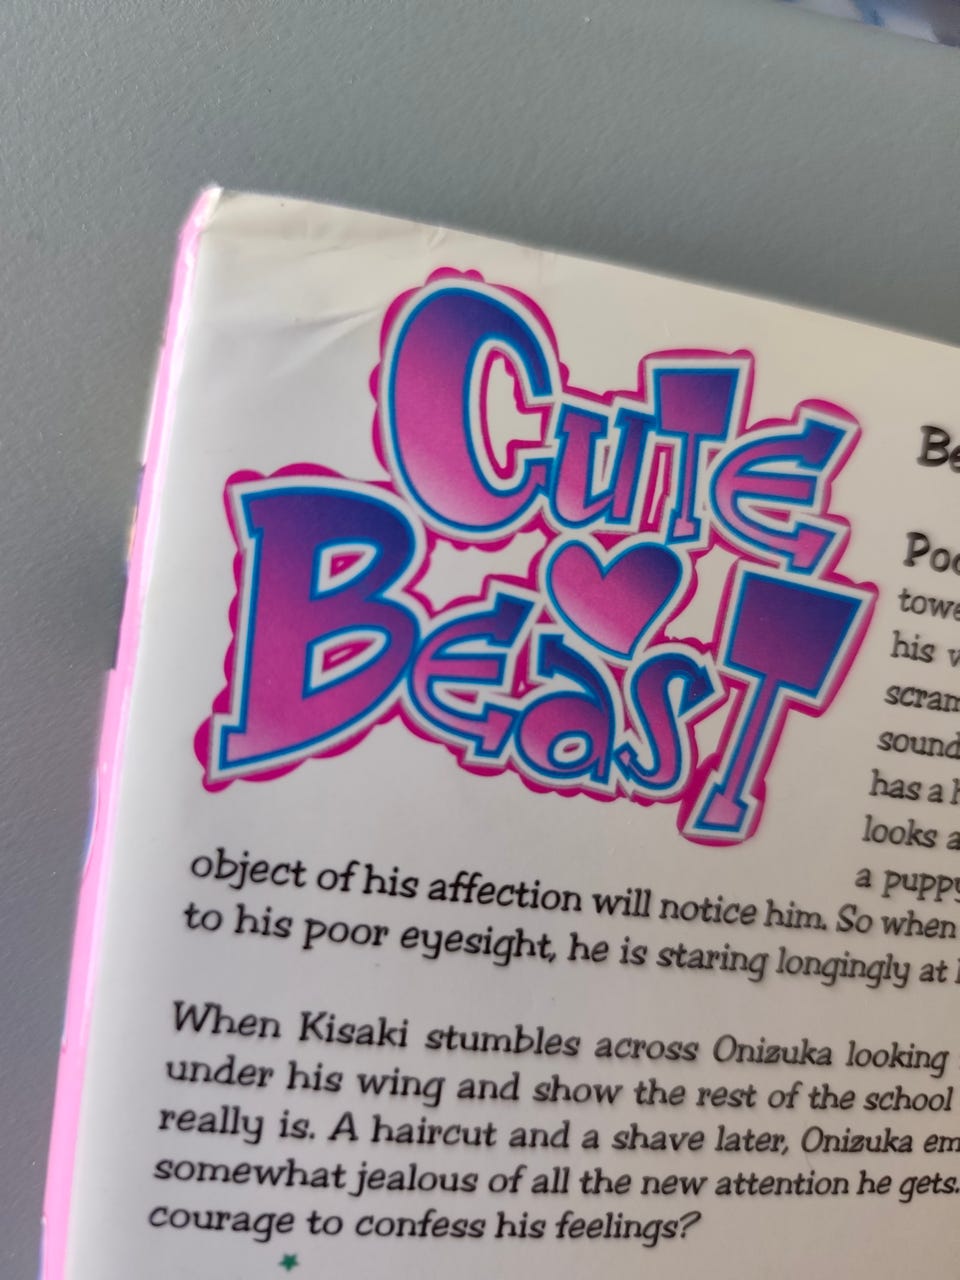 CUTE
BEAST
Be
Poo
towe
his w
scram
sound
has a h
looks a
a puppy
object of his affection will notice him. So when
to his poor eyesight, he is staring longingly at
When Kisaki stumbles across Onizuka looking
under his wing and show the rest of the school
really is. A haircut and a shave later, Onizuka em
somewhat jealous of all the new attention he gets.
courage to confess his feelings?